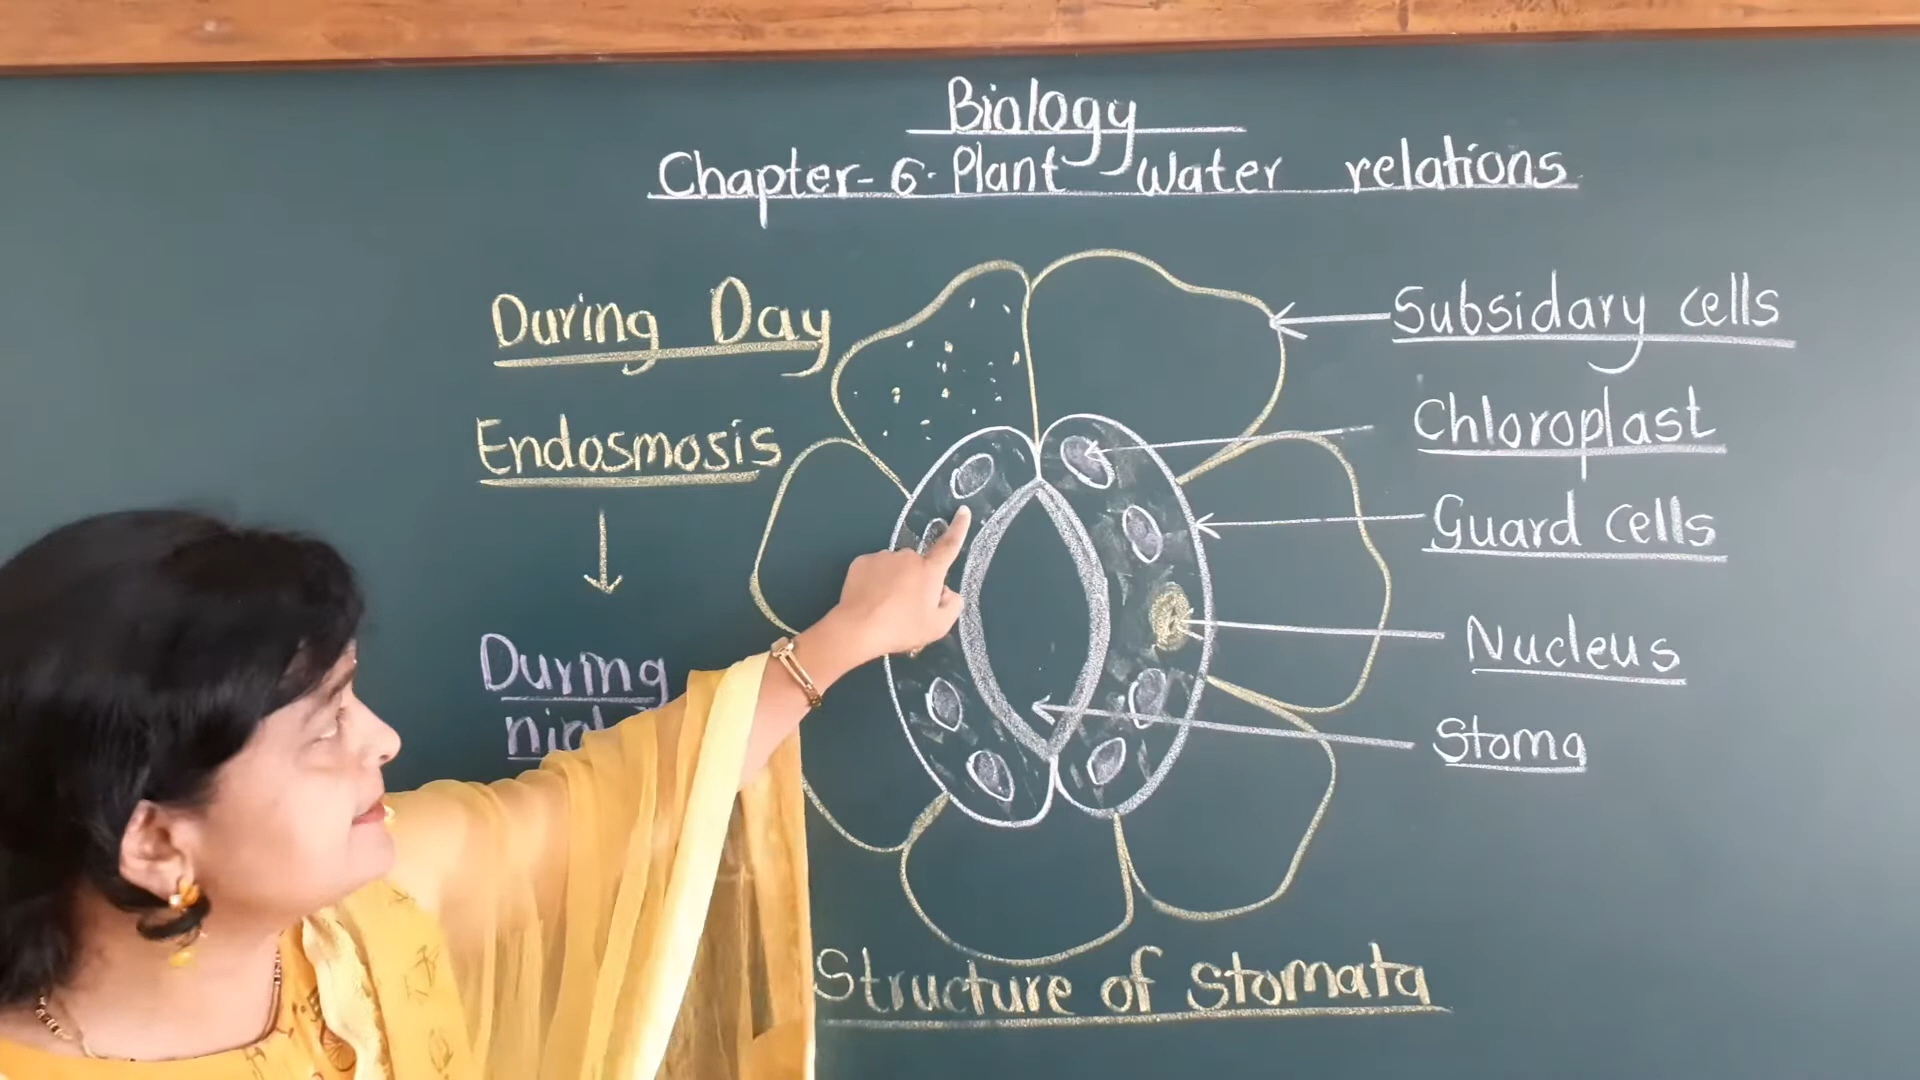 Biology
Chapter-6. Plant Water relations
During Day
Endosmosis
During
Subsidary cells
Chloroplast
Guard cells
Nucleus
Stoma
Structure of Stomata